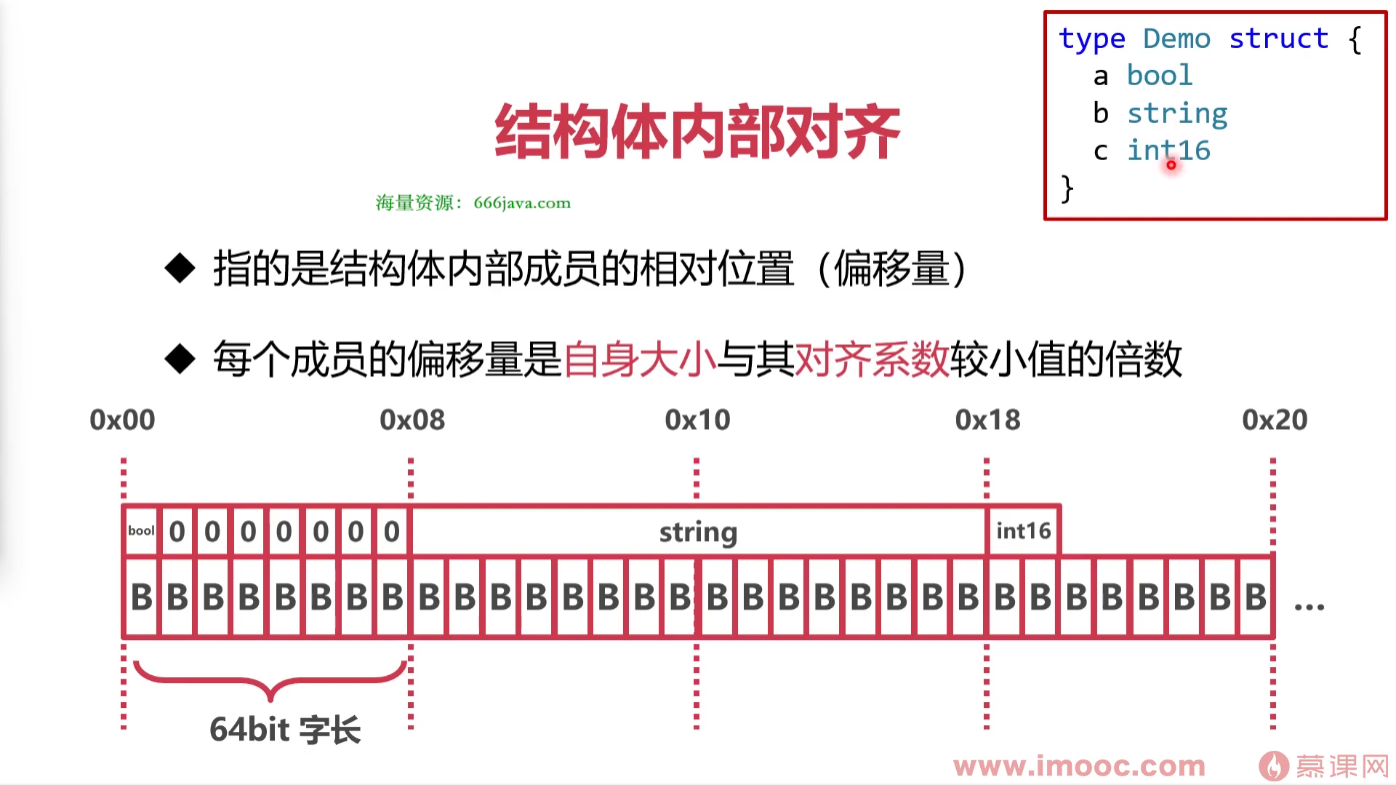 type Demo struct {
a bool
b string
c int16
}
结构体内部对齐
海量资源：666java.com
◆ 指的是结构体内部成员的相对位置（偏移量）
◆ 每个成员的偏移量是自身大小与其对齐系数较小值的倍数
0x00 0x08 0x10 0x18 0x20
bool 0 0 0 0 0 0 0 string int16
B B B B B B B B B B B B B B B B B B B B B B B B B B B B B B B B ...
64bit 字长
www.imooc.com 慕课网